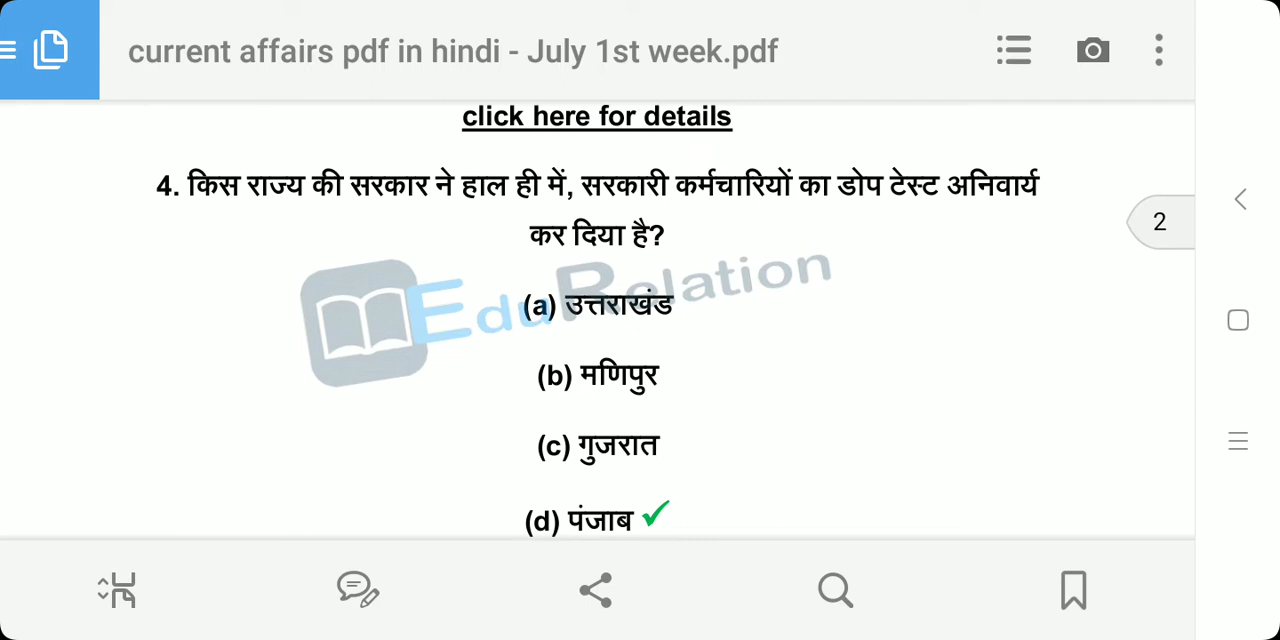 current affairs pdf in hindi - July 1st week.pdf
click here for details
4. किस राज्य की सरकार ने हाल ही में, सरकारी कर्मचारियों का डोप टेस्ट अनिवार्य
कर दिया है?
2
EduRelation
(a) उत्तराखंड
(b) मणिपुर
(c) गुजरात
(d) पंजाब ✓